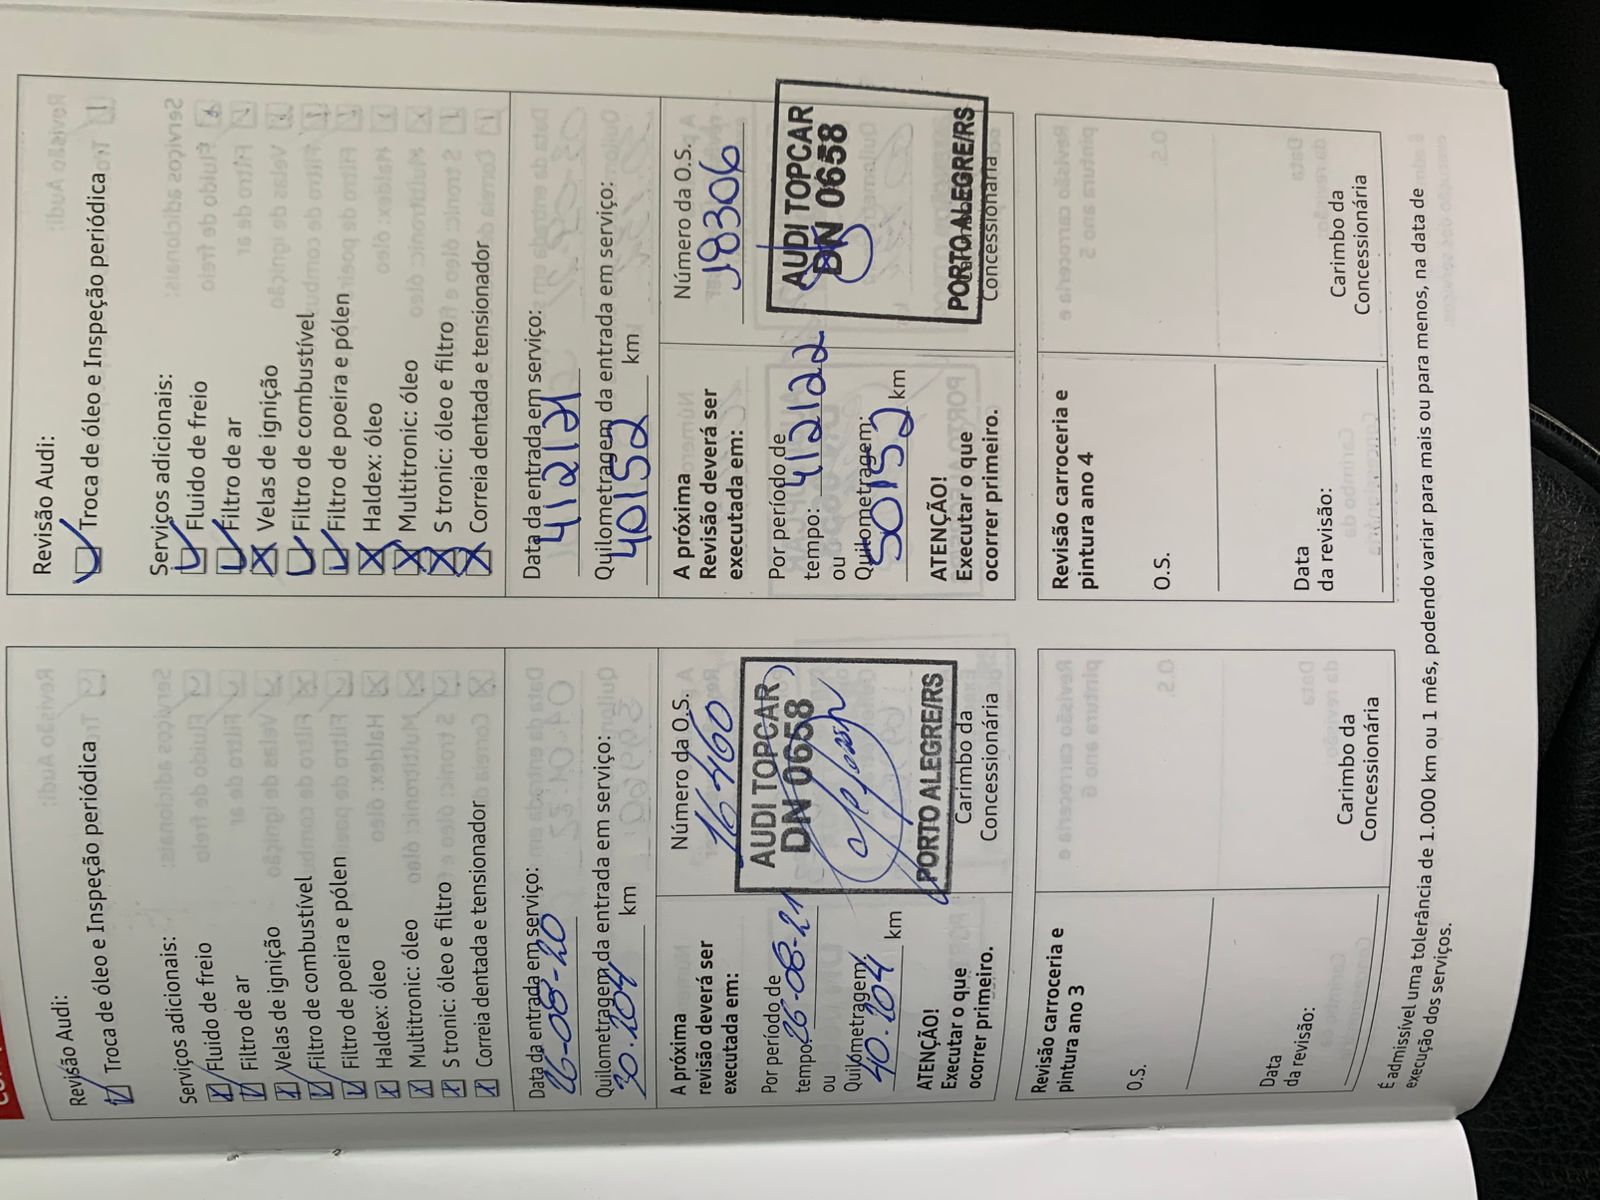 Revisão Audi:
Troca de óleo e Inspeção periódica
Serviços adicionais:
Fluido de freio
Filtro de ar
Velas de ignição
Filtro de combustível
Filtro de poeira e pólen
Haldex: óleo
Multitronic: óleo
S tronic: óleo e filtro
Correia dentada e tensionador
Data da entrada em serviço:
26-08-20
Quilometragem da entrada em serviço:
30.204 km
A próxima
revisão deverá ser
executada em:
Por período de
tempo: 26-08-21
ou
Quilometragem:
40.204 km
ATENÇÃO!
Executar o que
ocorrer primeiro.
Número da O.S.
16460
AUDI TOPCAR
DN 0658
PORTO ALEGRE/RS
Carimbo da
Concessionária
Revisão carroceria e
pintura ano 3
O.S.
Data
da revisão:
Carimbo da
Concessionária
Revisão Audi:
Troca de óleo e Inspeção periódica
Serviços adicionais:
Fluido de freio
Filtro de ar
Velas de ignição
Filtro de combustível
Filtro de poeira e pólen
Haldex: óleo
Multitronic: óleo
S tronic: óleo e filtro
Correia dentada e tensionador
Data da entrada em serviço:
4/12/21
Quilometragem da entrada em serviço:
40152 km
A próxima
Revisão deverá ser
executada em:
Por período de
tempo: 4/12/22
ou
Quilometragem:
50152 km
ATENÇÃO!
Executar o que
ocorrer primeiro.
Número da O.S.
18306
AUDI TOPCAR
DN 0658
PORTO ALEGRE/RS
Concessionária
Revisão carroceria e
pintura ano 4
O.S.
Data
da revisão:
Carimbo da
Concessionária
É admissível uma tolerância de 1.000 km ou 1 mês, podendo variar para mais ou para menos, na data de
execução dos serviços.